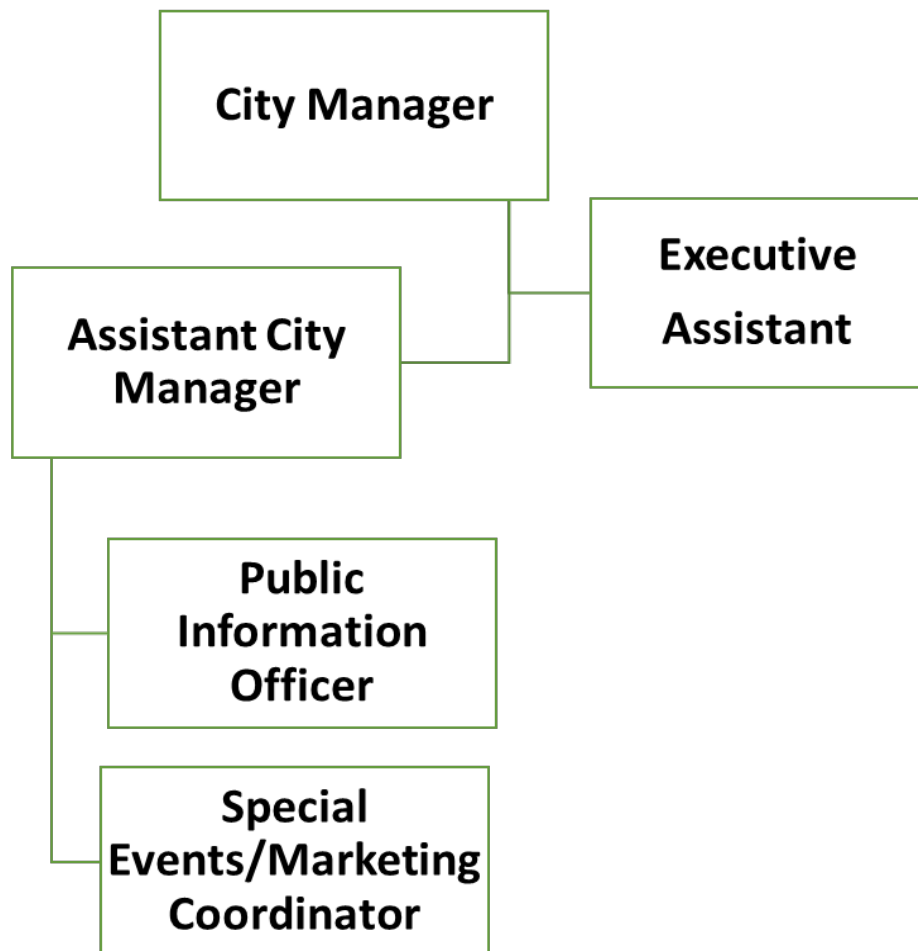 City Manager
Executive
Assistant
Assistant City
Manager
Public
Information
Officer
Special
Events/Marketing
Coordinator